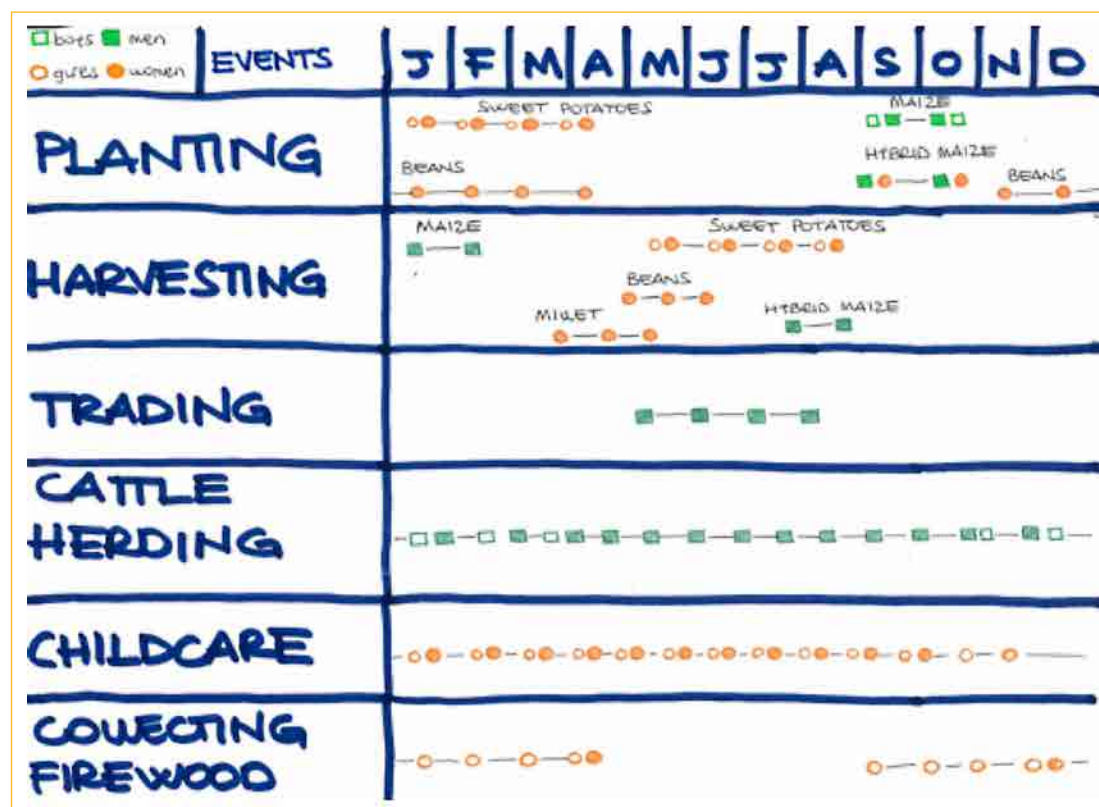 boys men
girls women
EVENTS
J F M A M J J A S O N D
PLANTING
SWEET POTATOES
MAIZE
BEANS
HYBRID MAIZE
BEANS
HARVESTING
MAIZE
SWEET POTATOES
BEANS
MILLET
HYBRID MAIZE
TRADING
CATTLE
HERDING
CHILDCARE
COLLECTING
FIREWOOD